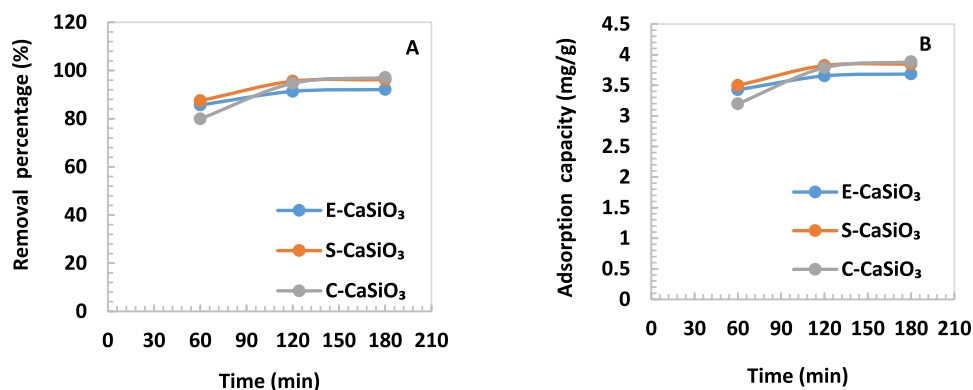 A
Removal percentage (%)
120
100
80
60
40
20
0
E-CaSiO₃
S-CaSiO₃
C-CaSiO₃
0 30 60 90 120 150 180 210
Time (min)
B
Adsorption capacity (mg/g)
4.5
4
3.5
3
2.5
2
1.5
1
0.5
0
E-CaSiO₃
S-CaSiO₃
C-CaSiO₃
0 30 60 90 120 150 180 210
Time (min)